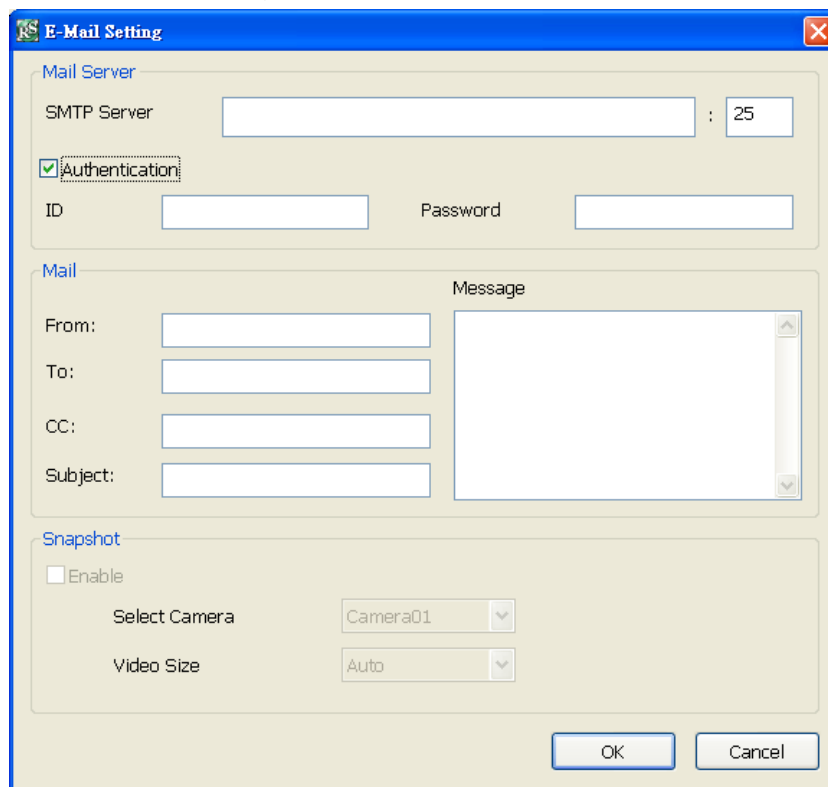 RS E-Mail Setting
Mail Server
SMTP Server : 25
Authentication
ID Password
Mail
Message
From:
To:
CC:
Subject:
Snapshot
Enable
Select Camera Camera01
Video Size Auto
OK Cancel